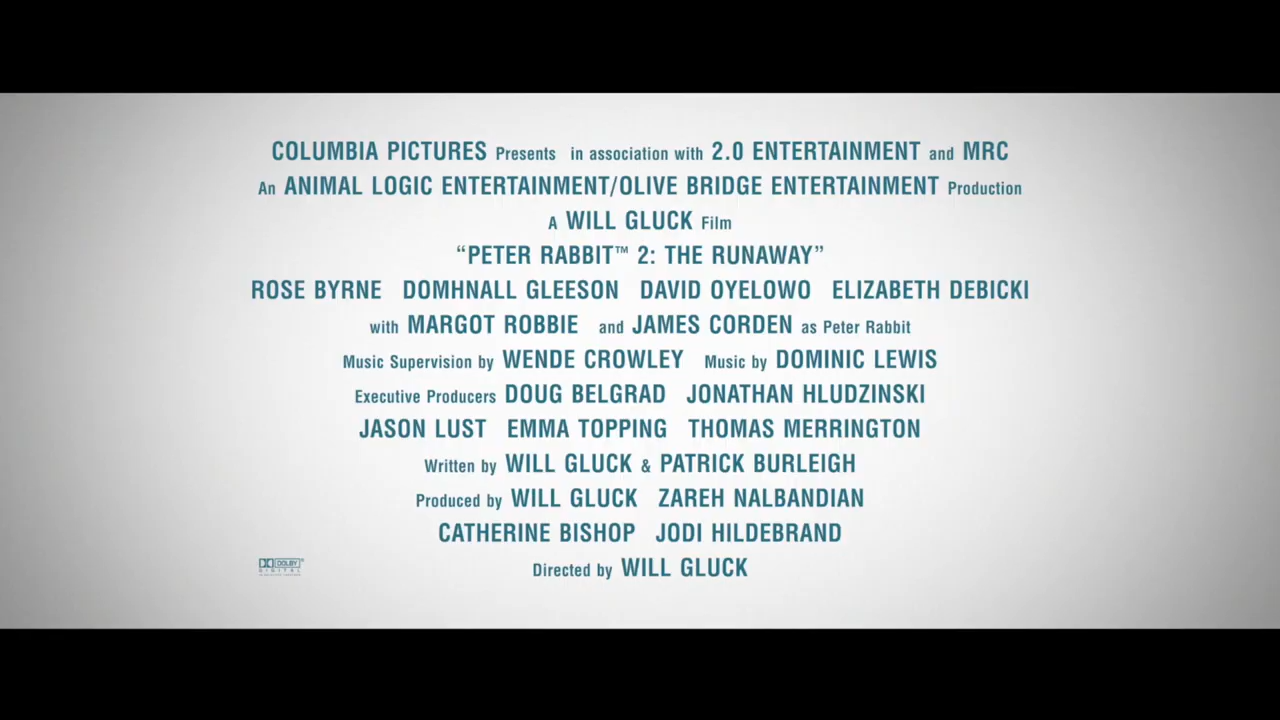 COLUMBIA PICTURES Presents in association with 2.0 ENTERTAINMENT and MRC
An ANIMAL LOGIC ENTERTAINMENT/OLIVE BRIDGE ENTERTAINMENT Production
A WILL GLUCK Film
“PETER RABBIT™ 2: THE RUNAWAY”
ROSE BYRNE DOMHNALL GLEESON DAVID OYELOWO ELIZABETH DEBICKI
with MARGOT ROBBIE and JAMES CORDEN as Peter Rabbit
Music Supervision by WENDE CROWLEY Music by DOMINIC LEWIS
Executive Producers DOUG BELGRAD JONATHAN HLUDZINSKI
JASON LUST EMMA TOPPING THOMAS MERRINGTON
Written by WILL GLUCK & PATRICK BURLEIGH
Produced by WILL GLUCK ZAREH NALBANDIAN
CATHERINE BISHOP JODI HILDEBRAND
Directed by WILL GLUCK
DOLBY
DIGITAL